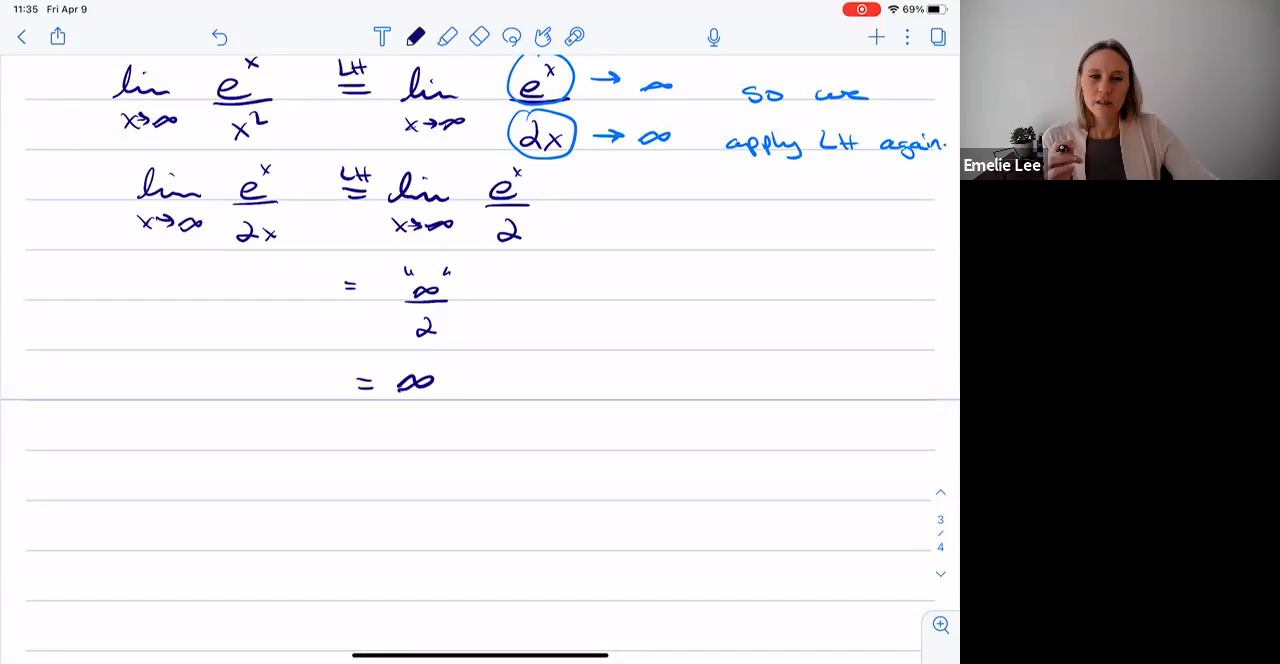 11:35 Fri Apr 9 69%
lim x→∞ e^x / x^2 LH = lim x→∞ e^x / 2x → ∞ → ∞ so we apply LH again.
lim x→∞ e^x / 2x LH = lim x→∞ e^x / 2
= "∞" / 2
= ∞
Emelie Lee
3 / 4